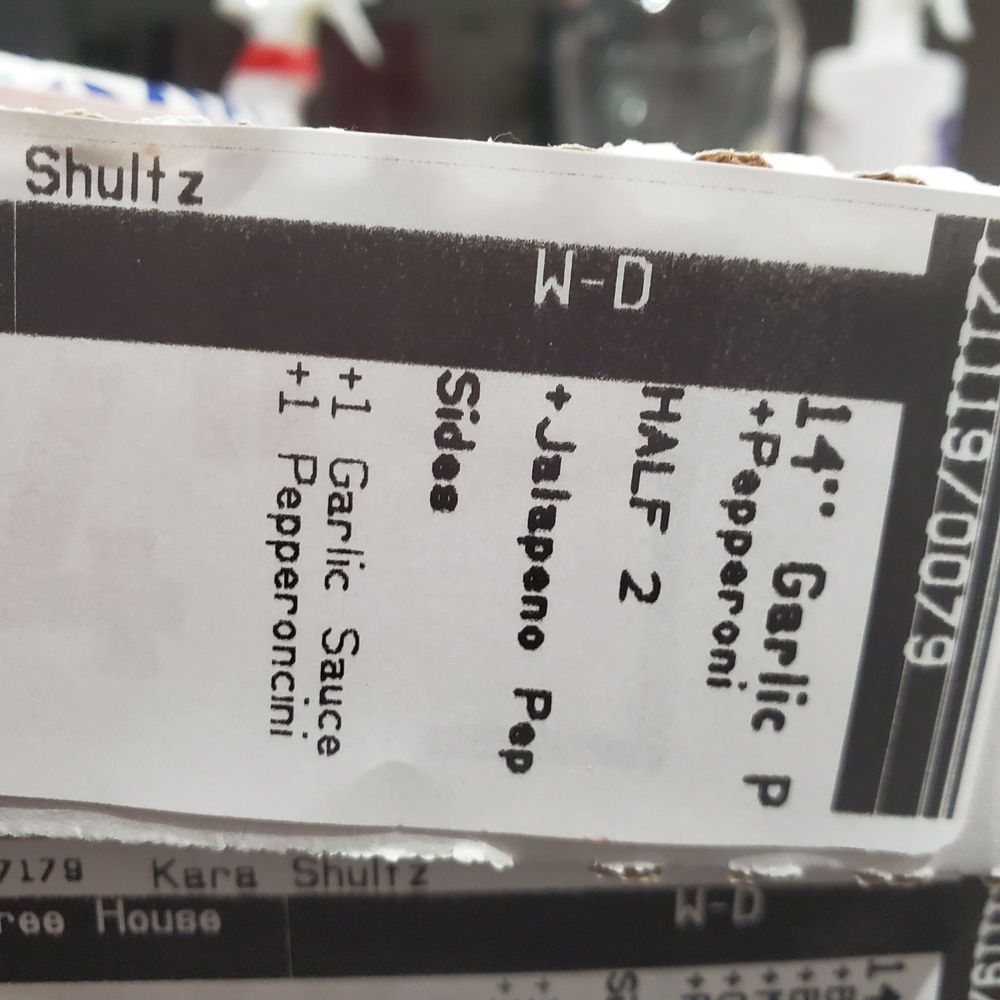 Shultz
W-D
14" Garlic P
+Pepperoni
HALF 2
+Jalapeno Pep
Sides
+1 Garlic Sauce
+1 Pepperoncini
7179 Kara Shultz
ree House
W-D
14